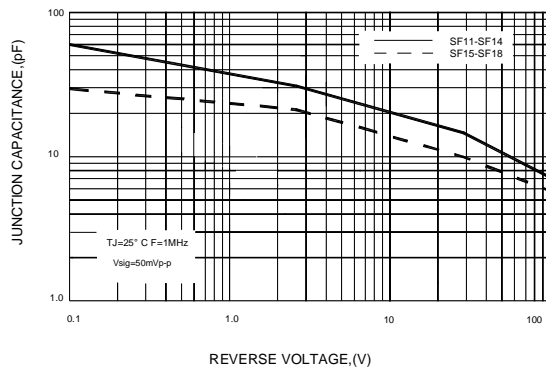 JUNCTION CAPACITANCE,(pF)
100
10
1.0
SF11-SF14
SF15-SF18
TJ=25° C F=1MHz
Vsig=50mVp-p
0.1
1.0
10
100
REVERSE VOLTAGE,(V)